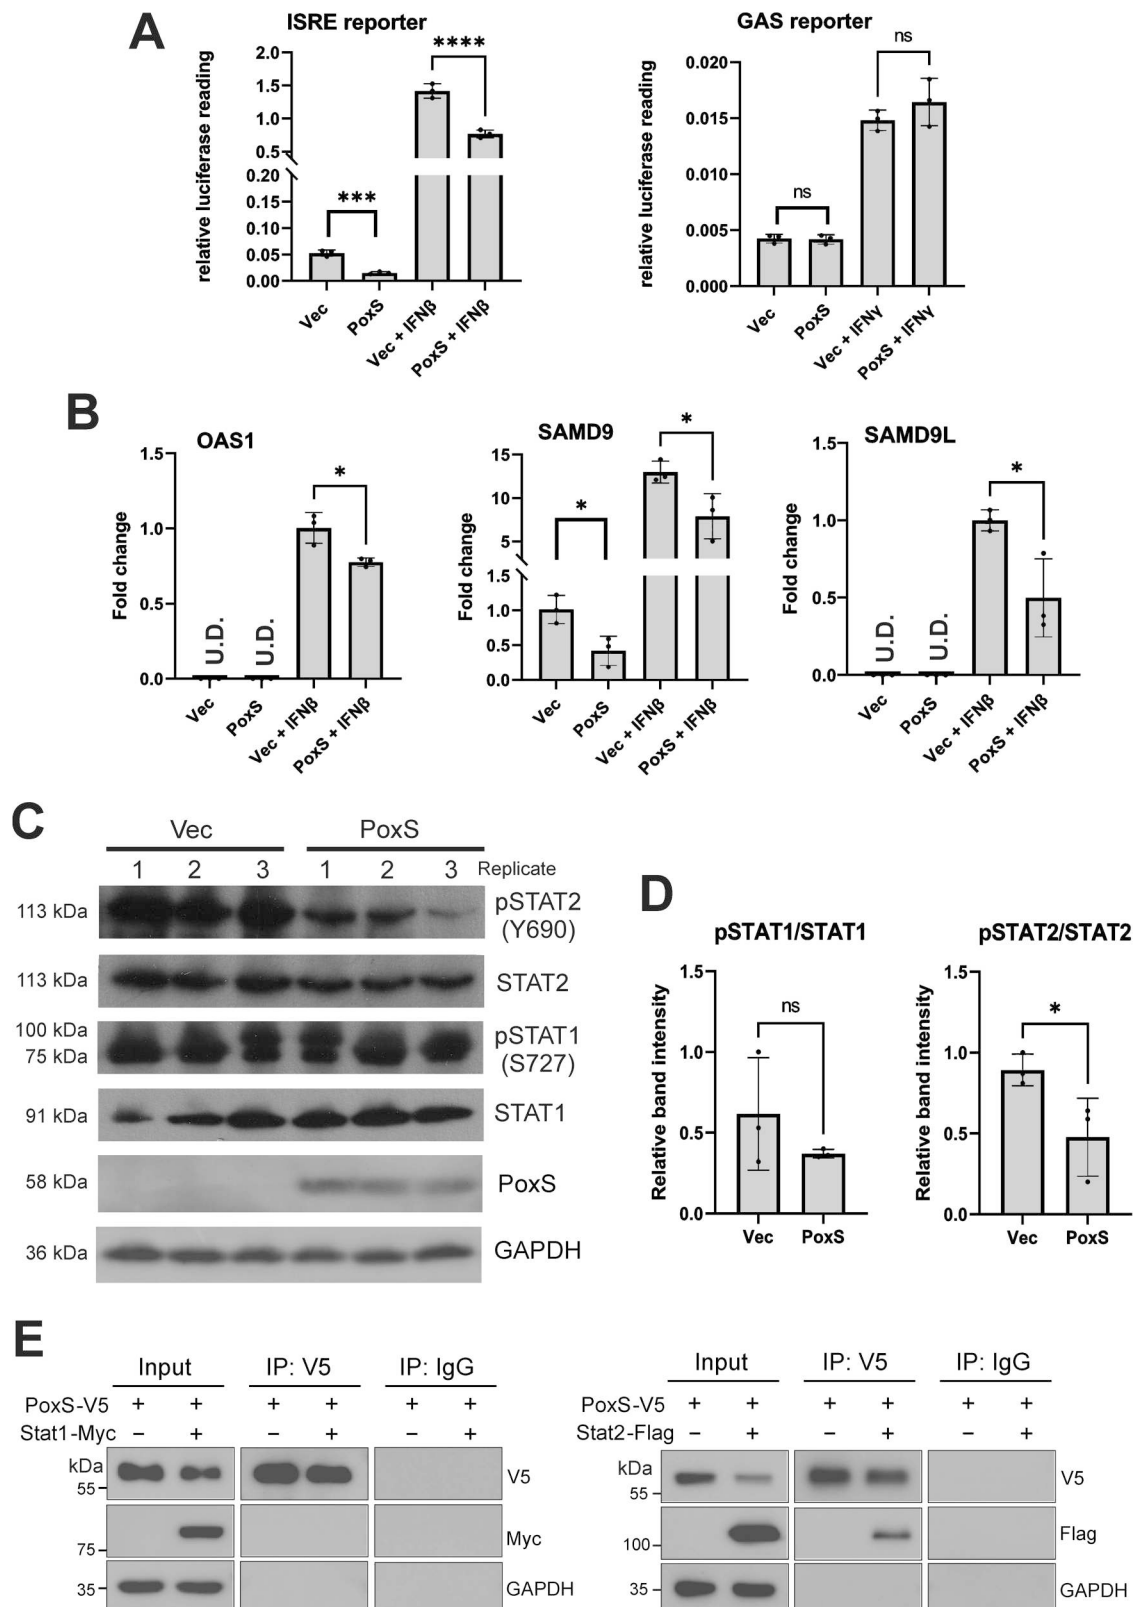 A
ISRE reporter
relative luciferase reading
2.0
1.5
1.0
0.5
0.20
0.15
0.10
0.05
0.00
***
****
Vec
PoxS
Vec + IFNβ
PoxS + IFNβ
GAS reporter
relative luciferase reading
0.020
0.015
0.010
0.005
0.000
ns
ns
Vec
PoxS
Vec + IFNγ
PoxS + IFNγ
B
OAS1
Fold change
1.5
1.0
0.5
0.0
U.D.
U.D.
*
Vec
PoxS
Vec + IFNβ
PoxS + IFNβ
SAMD9
Fold change
15
10
5
1.5
1.0
0.5
0.0
*
*
Vec
PoxS
Vec + IFNβ
PoxS + IFNβ
SAMD9L
Fold change
1.5
1.0
0.5
0.0
U.D.
U.D.
*
Vec
PoxS
Vec + IFNβ
PoxS + IFNβ
C
Vec PoxS
1 2 3 1 2 3 Replicate
113 kDa pSTAT2
(Y690)
113 kDa STAT2
100 kDa pSTAT1
75 kDa (S727)
91 kDa STAT1
58 kDa PoxS
36 kDa GAPDH
D
pSTAT1/STAT1
Relative band intensity
1.5
1.0
0.5
0.0
ns
Vec PoxS
pSTAT2/STAT2
Relative band intensity
1.5
1.0
0.5
0.0
*
Vec PoxS
E
Input IP: V5 IP: IgG
PoxS-V5 + + + + + +
Stat1-Myc – + – + – +
kDa
55 V5
75 Myc
35 GAPDH
Input IP: V5 IP: IgG
PoxS-V5 + + + + + +
Stat2-Flag – + – + – +
kDa
55 V5
100 Flag
35 GAPDH